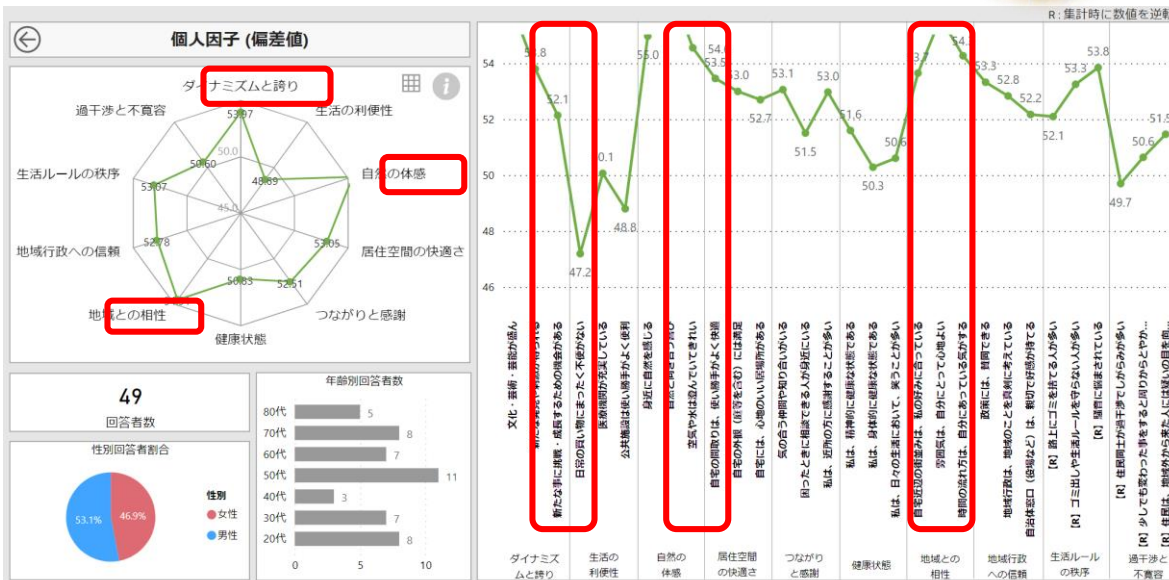 R：集計時に数値を逆転
個人因子 (偏差値)
ダイナミズムと誇り
過干渉と不寛容
生活の利便性
53.97
50.0
50.60
48.69
生活ルールの秩序
自然の体感
53.07
45.0
地域行政への信頼
52.78
53.05
居住空間の快適さ
50.83
52.51
地域との相性
つながりと感謝
健康状態
49
回答者数
性別回答者割合
53.1%
46.9%
性別
女性
男性
年齢別回答者数
80代 5
70代 8
60代 7
50代 11
40代 3
30代 7
20代 8
0 5 10
54
52
50
48
46
52.1
47.2
48.8
55.0
53.5
53.0
52.7
53.1
51.5
53.0
51.6
50.3
50.6
53.3
52.8
52.2
52.1
53.3
53.8
49.7
50.6
51.5
文化・芸術・芸能が盛ん
新たな事に挑戦・成長するための機会がある
日常の買い物にまったく不便がない
医療機関が充実している
公共施設は使い勝手がよく便利
身近に自然を感じる
空気や水は澄んでいてきれい
自宅の間取りは、使い勝手がよく快適
自宅の外観（庭等を含む）には満足
自宅には、心地のいい居場所がある
気の合う仲間や知り合いがいる
困ったときに相談できる人が身近にいる
私は、近所の方に感謝することが多い
私は、精神的に健康な状態である
私は、身体的に健康な状態である
私は、日々の生活において、笑うことが多い
自宅近辺の街並みは、私の好みに合っている
雰囲気は、自分にとって心地よい
時間の流れ方は、自分にあっている気がする
政策には、賛同できる
地域行政は、地域のことを真剣に考えている
自治体窓口（役場など）は、親切で好感が持てる
【R】路上にゴミを捨てる人が多い
【R】ゴミ出しや生活ルールを守らない人が多い
【R】騒音に悩まされている
【R】住民同士が過干渉でしがらみが多い
【R】少しでも変わった事をすると周りからとやか…
【R】住民は、地域外から来た人には疑いの目を向…
ダイナミズムと誇り
生活の利便性
自然の体感
居住空間の快適さ
つながりと感謝
健康状態
地域との相性
地域行政への信頼
生活ルールの秩序
過干渉と不寛容